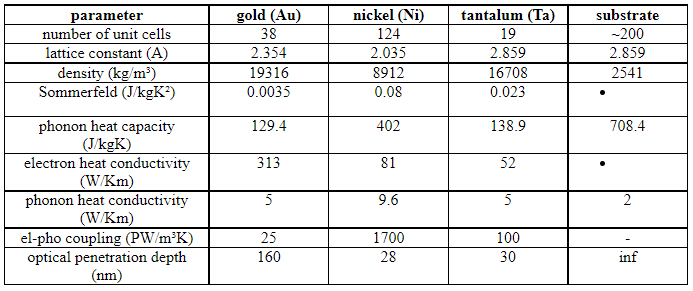 parameter gold (Au) nickel (Ni) tantalum (Ta) substrate
number of unit cells 38 124 19 ~200
lattice constant (A) 2.354 2.035 2.859 2.859
density (kg/m³) 19316 8912 16708 2541
Sommerfeld (J/kgK²) 0.0035 0.08 0.023 •
phonon heat capacity 129.4 402 138.9 708.4
(J/kgK)
electron heat conductivity 313 81 52 •
(W/Km)
phonon heat conductivity 5 9.6 5 2
(W/Km)
el-pho coupling (PW/m³K) 25 1700 100 -
optical penetration depth 160 28 30 inf
(nm)